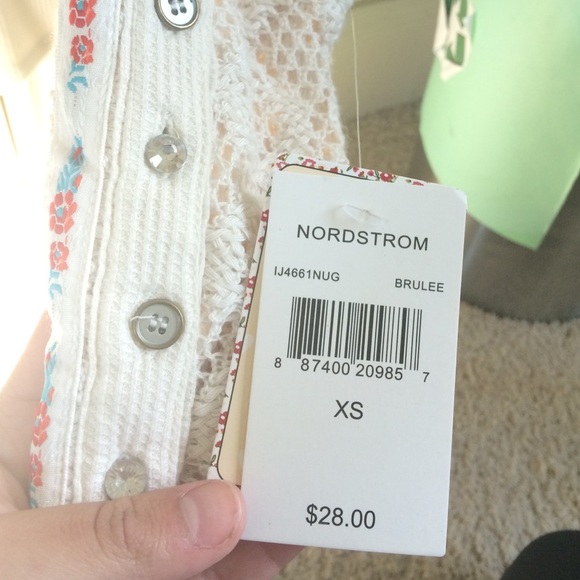 NORDSTROM
IJ4661NUG BRULEE
8 87400 20985 7
XS
$28.00